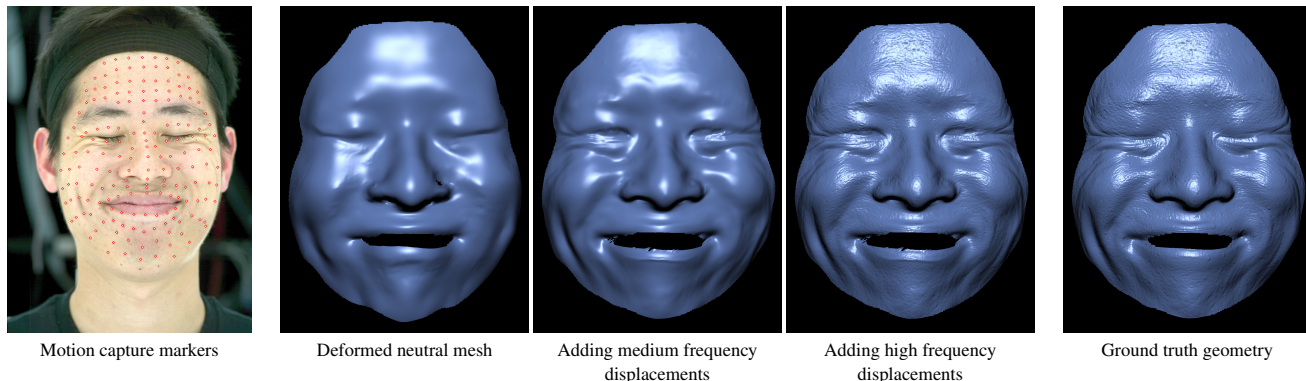 Motion capture markers
Deformed neutral mesh
Adding medium frequency
displacements
Adding high frequency
displacements
Ground truth geometry